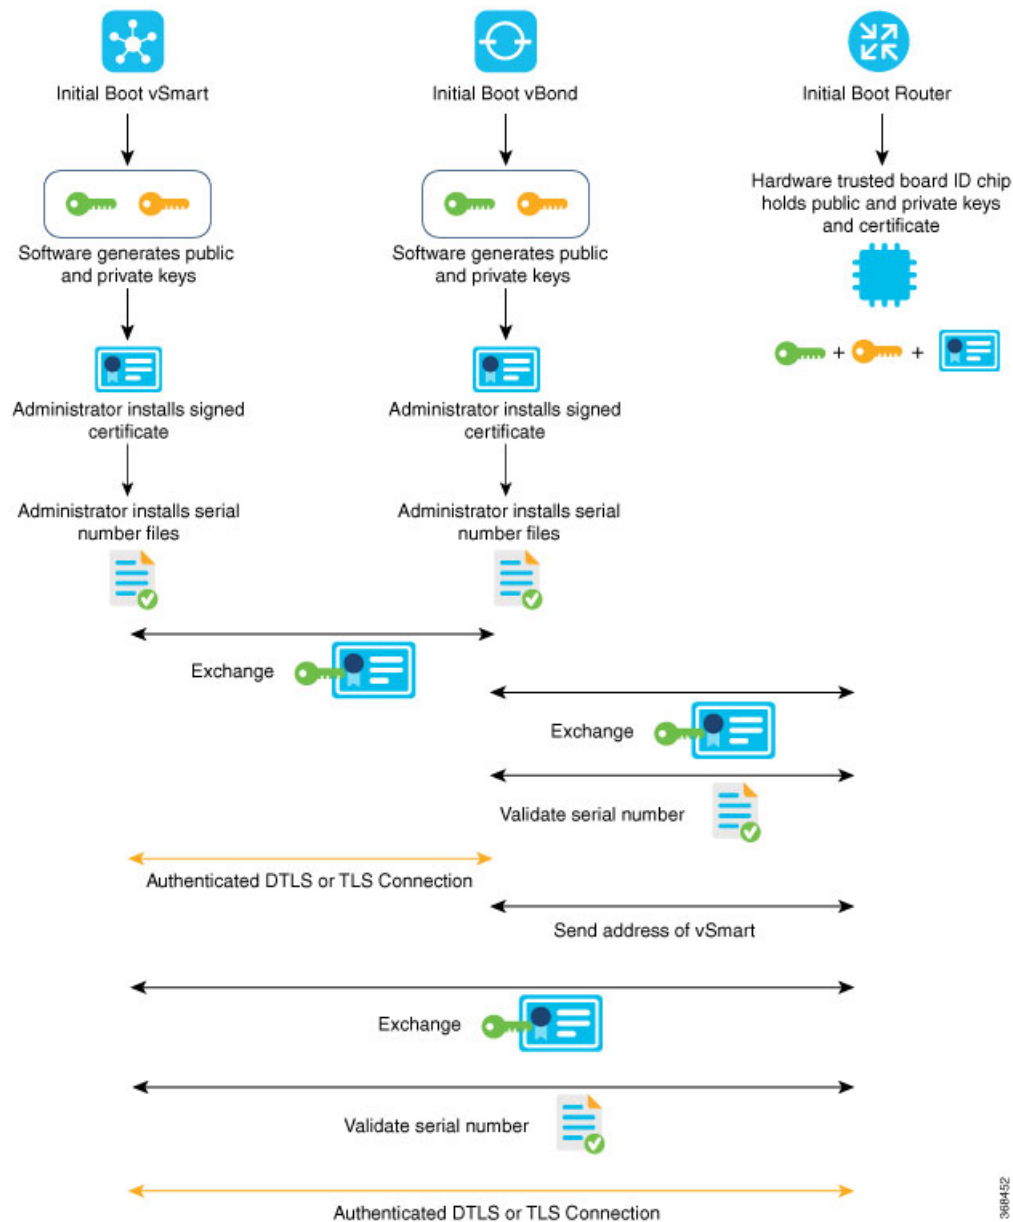 Initial Boot vSmart
Initial Boot vBond
Initial Boot Router
Software generates public
and private keys
Software generates public
and private keys
Hardware trusted board ID chip
holds public and private keys
and certificate
+
+
Administrator installs signed
certificate
Administrator installs signed
certificate
Administrator installs serial
number files
Administrator installs serial
number files
Exchange
Exchange
Validate serial number
Authenticated DTLS or TLS Connection
Send address of vSmart
Exchange
Validate serial number
Authenticated DTLS or TLS Connection
368452